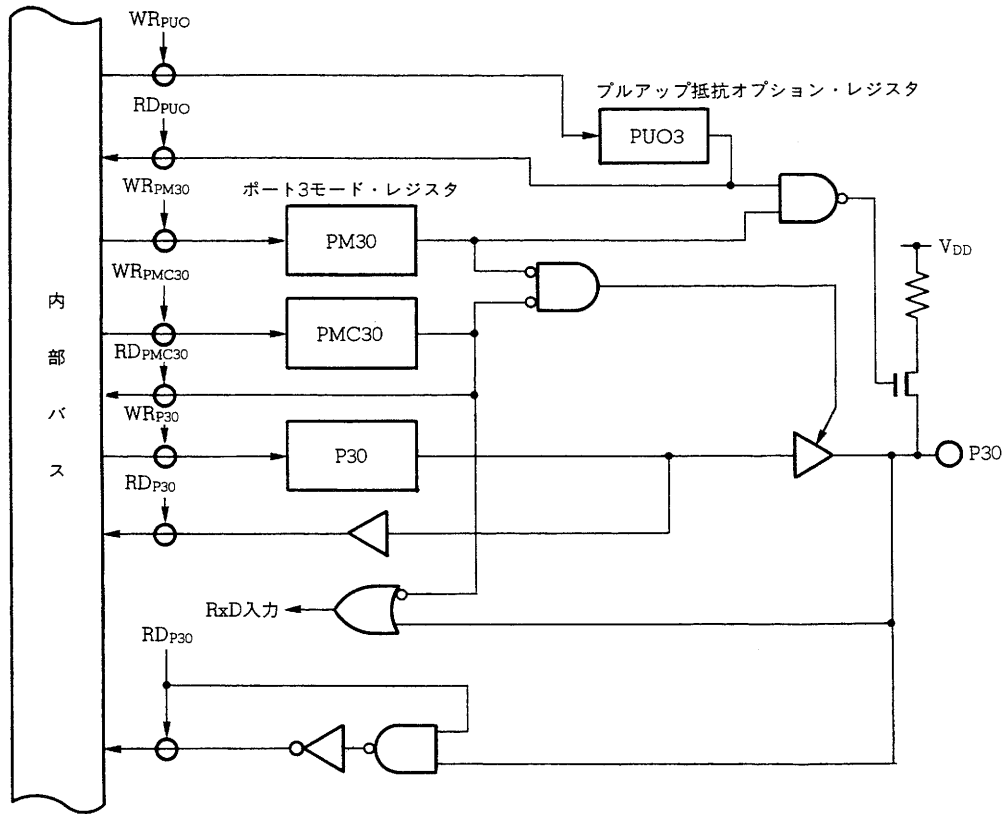 WRPUO
RDPUO
プルアップ抵抗オプション・レジスタ
PUO3
WRPM30
ポート3モード・レジスタ
PM30
VDD
WRPMC30
内部バス
PMC30
RDPMC30
WRP30
P30
P30
RDP30
RxD入力
RDP30